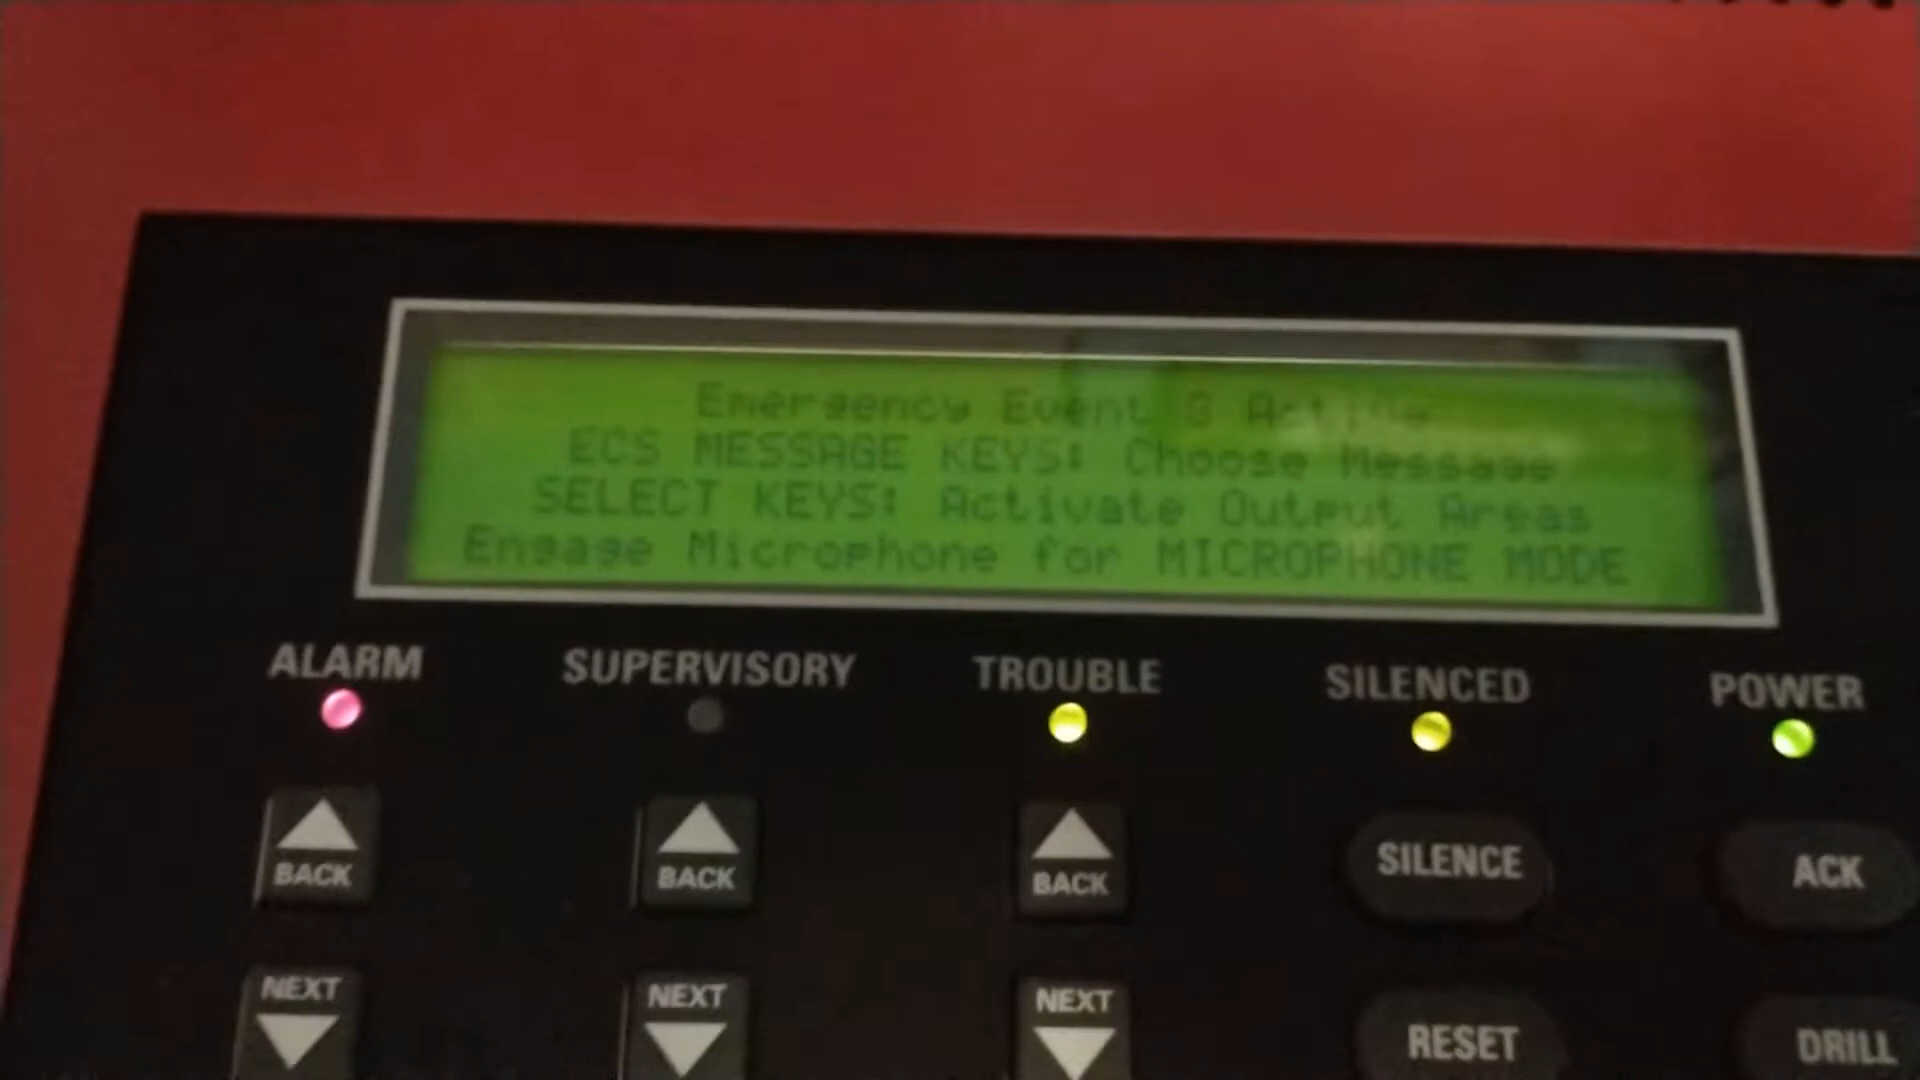 Emergency Event Active
ECS MESSAGE KEYS: Choose Message
SELECT KEYS: Activate Output Areas
Engage Microphone for MICROPHONE MODE
ALARM SUPERVISORY TROUBLE SILENCED POWER
BACK BACK BACK SILENCE ACK
NEXT NEXT NEXT RESET DRILL